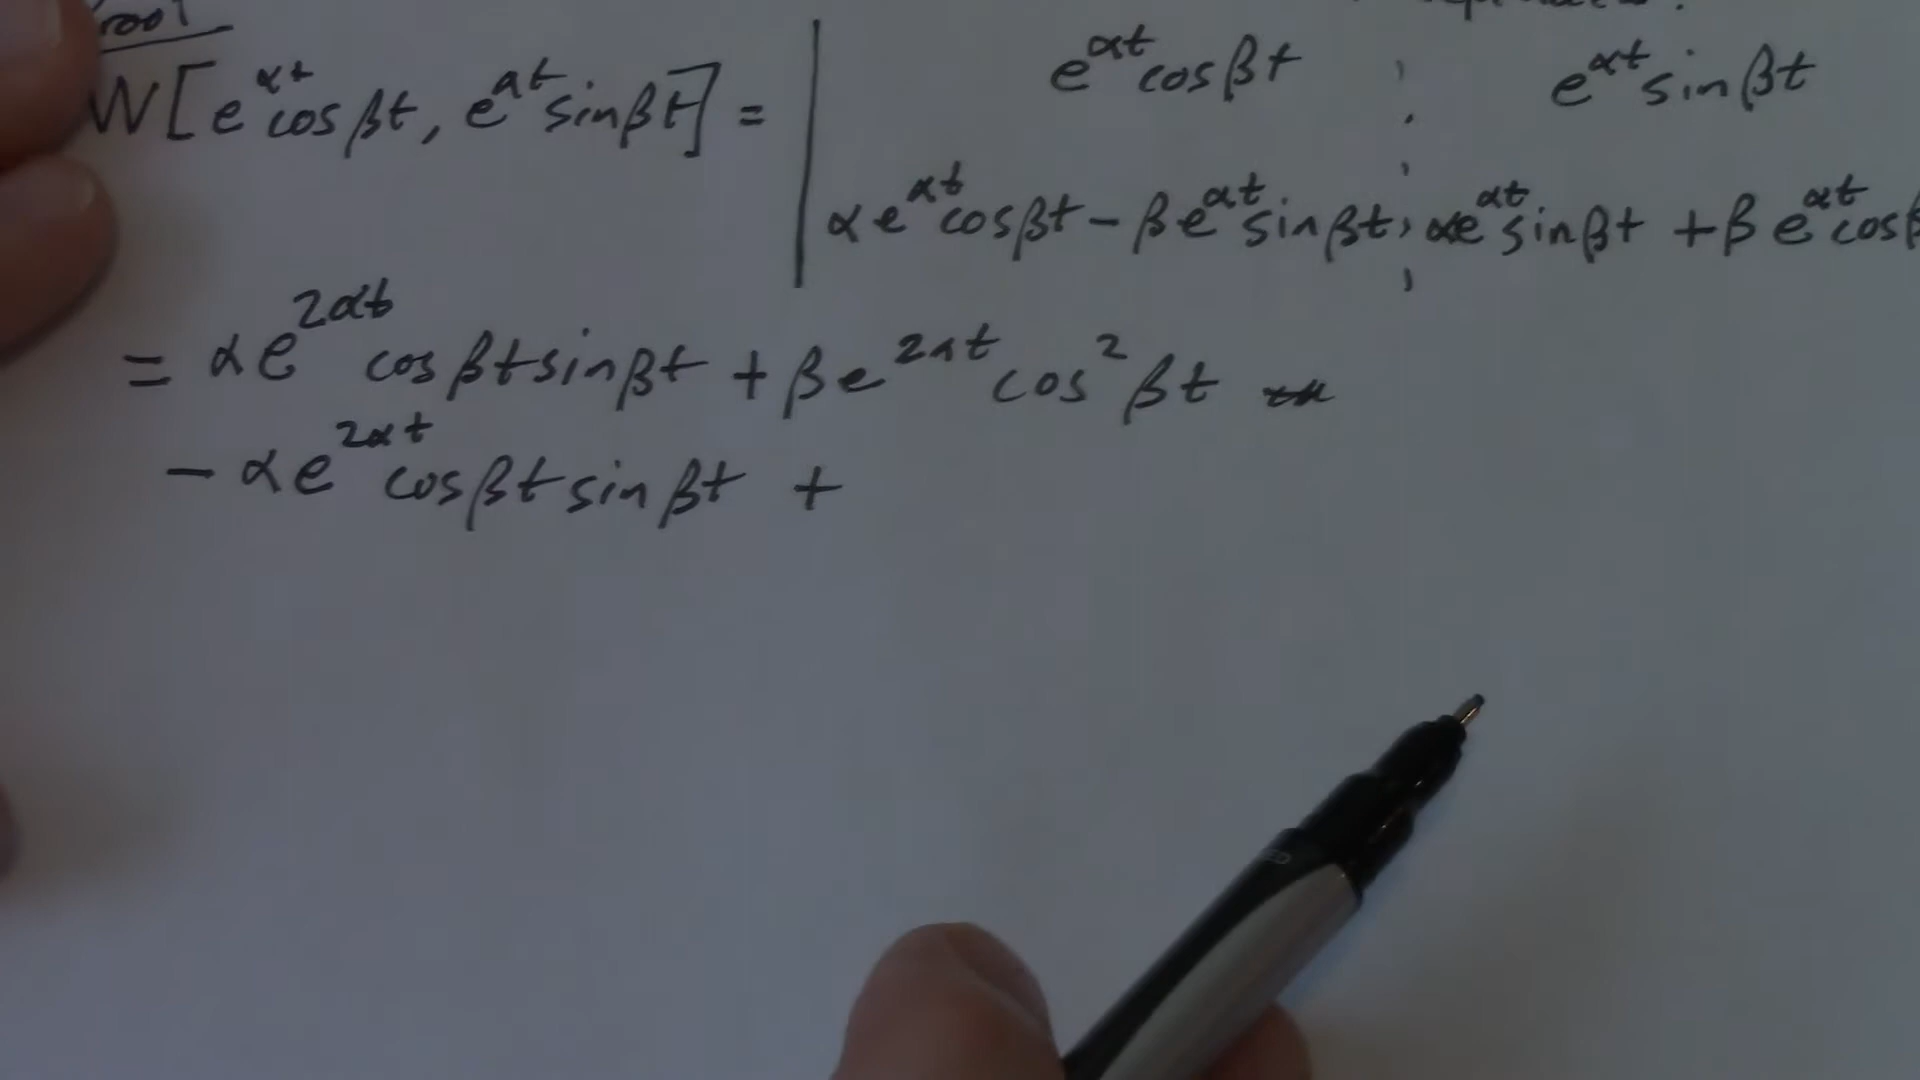 W[e^αt cos βt, e^αt sin βt] = | e^αt cos βt , e^αt sin βt
αe^αt cos βt − βe^αt sin βt , αe^αt sin βt + βe^αt cos β
= αe^2αt cos βt sin βt + βe^2αt cos² βt
− αe^2αt cos βt sin βt +